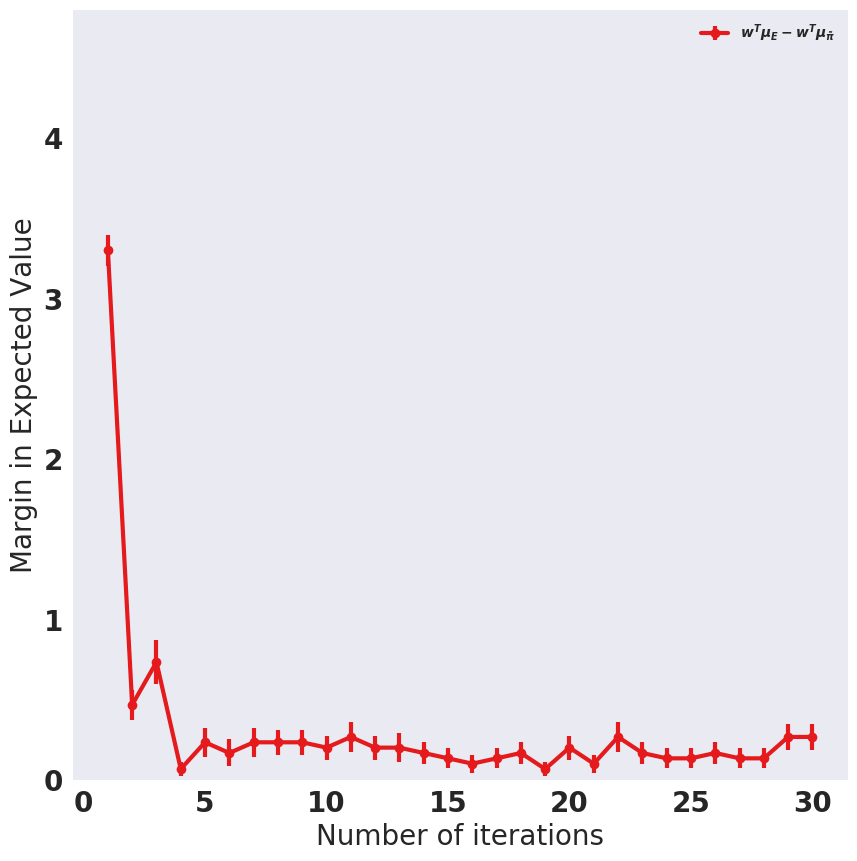 w^T μ_E − w^T μ_π̃
4
3
2
1
0
Margin in Expected Value
0 5 10 15 20 25 30
Number of iterations